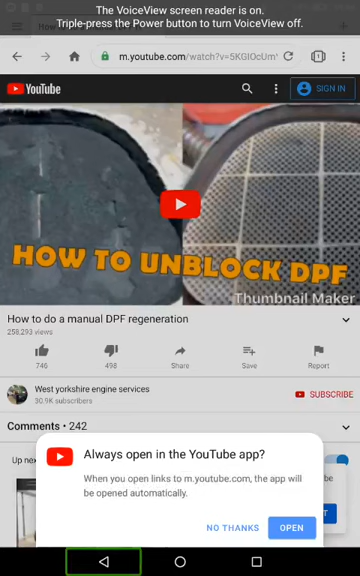 The VoiceView screen reader is on.
Triple-press the Power button to turn VoiceView off.
m.youtube.com/watch?v=5KGIOcUm
1
YouTube
SIGN IN
HOW TO UNBLOCK DPF
Thumbnail Maker
How to do a manual DPF regeneration
258,293 views
746
498
Share
Save
Report
West yorkshire engine services
30.9K subscribers
SUBSCRIBE
Comments • 242
Up nex
be
T
Always open in the YouTube app?
When you open links to m.youtube.com, the app will
be opened automatically.
NO THANKS
OPEN